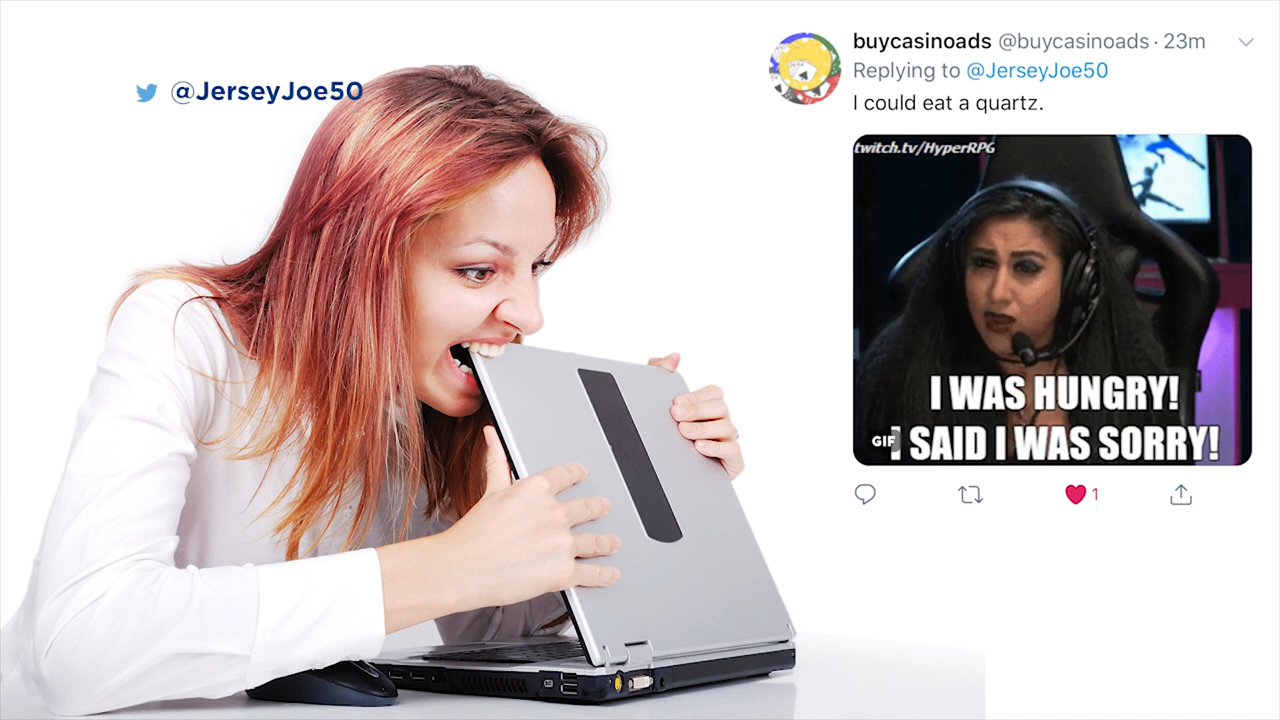 @JerseyJoe50
buycasinoads @buycasinoads · 23m
Replying to @JerseyJoe50
I could eat a quartz.
twitch.tv/HyperRPG
I WAS HUNGRY!
GIF
I SAID I WAS SORRY!
1